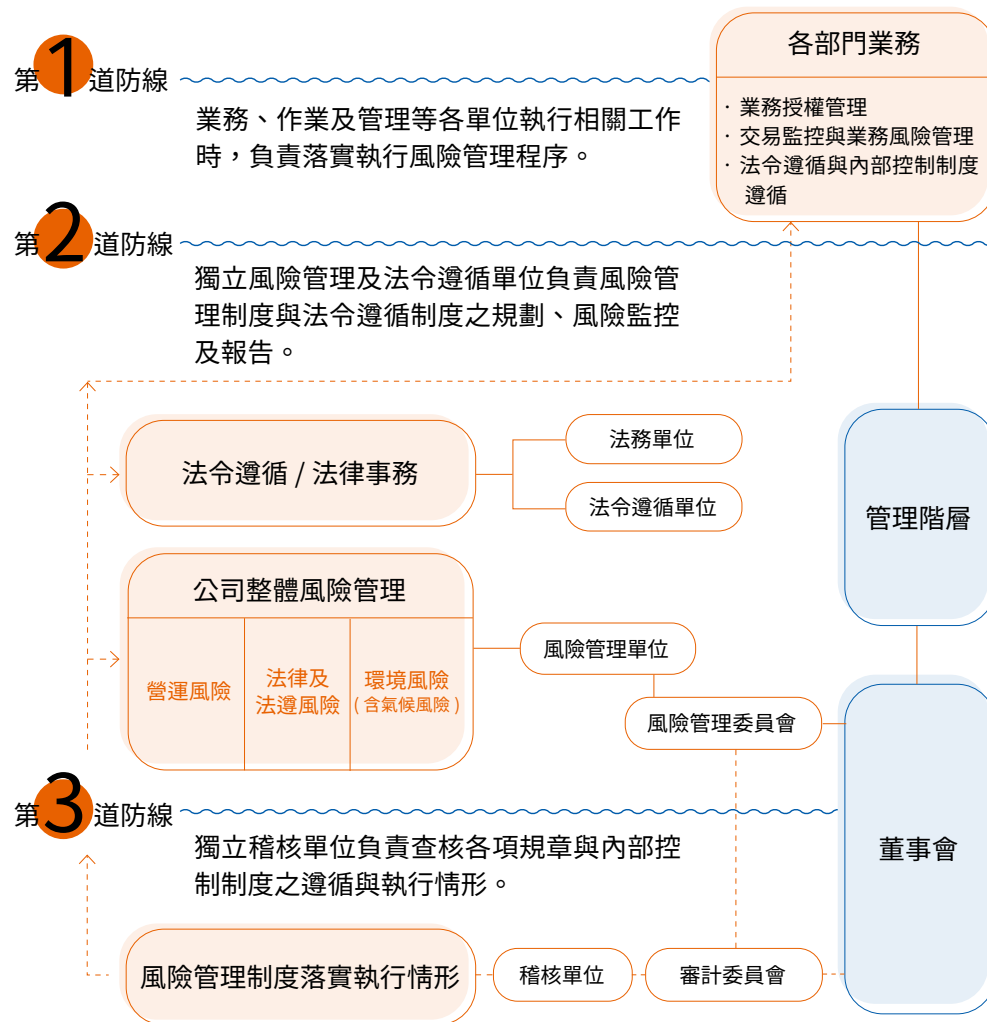 各部門業務
第1道防線
· 業務授權管理
· 交易監控與業務風險管理
· 法令遵循與內部控制制度
遵循
業務、作業及管理等各單位執行相關工作
時，負責落實執行風險管理程序。
第2道防線
獨立風險管理及法令遵循單位負責風險管
理制度與法令遵循制度之規劃、風險監控
及報告。
法令遵循 / 法律事務
法務單位
法令遵循單位
管理階層
公司整體風險管理
營運風險
法律及
法遵風險
環境風險
( 含氣候風險 )
風險管理單位
風險管理委員會
第3道防線
獨立稽核單位負責查核各項規章與內部控
制制度之遵循與執行情形。
董事會
風險管理制度落實執行情形
稽核單位
審計委員會